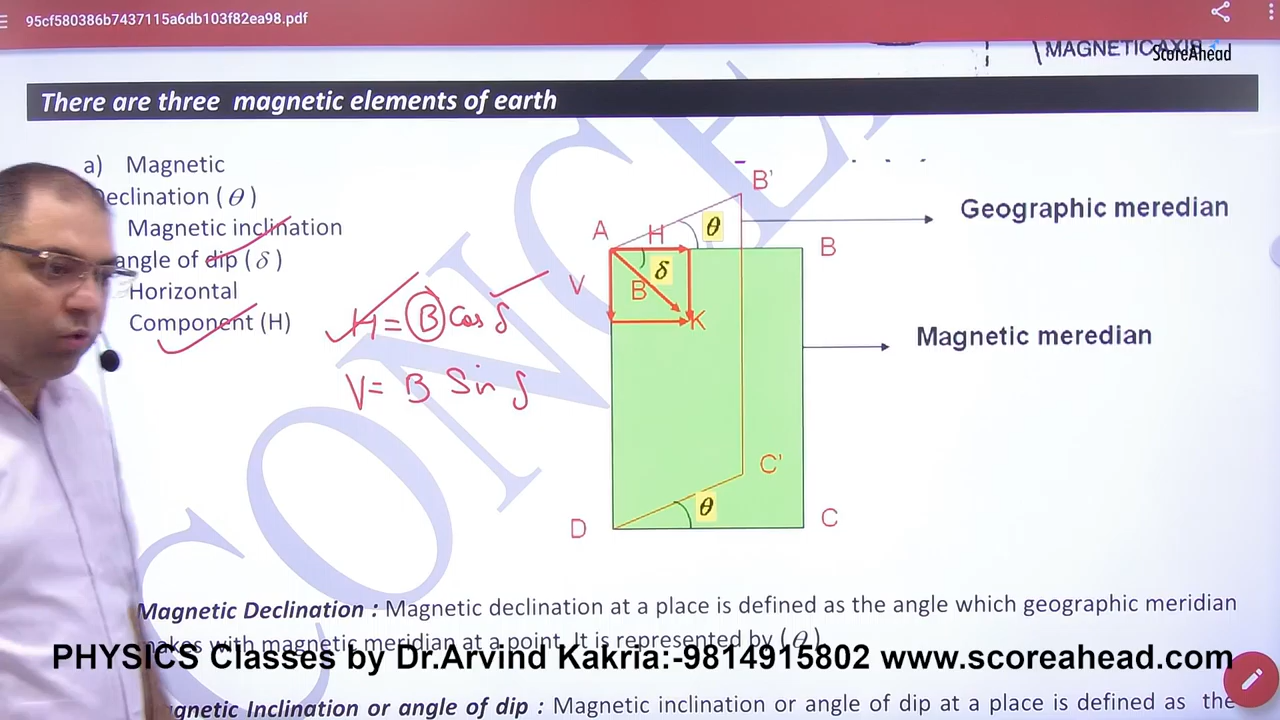 95cf580386b7437115a6db103f82ea98.pdf
MAGNETIC AXIS
ScoreAhead
There are three magnetic elements of earth
a) Magnetic
eclination ( θ )
Magnetic inclination
angle of dip ( δ )
Horizontal
Component (H)
H = B Cos δ
V = B Sin δ
B'
A
H
θ
B
V
δ
B
K
C'
θ
D
C
Geographic meredian
Magnetic meredian
Magnetic Declination : Magnetic declination at a place is defined as the angle which geographic meridian
makes with magnetic meridian at a point. It is represented by ( θ ).
PHYSICS Classes by Dr.Arvind Kakria:-9814915802 www.scoreahead.com
gnetic Inclination or angle of dip : Magnetic inclination or angle of dip at a place is defined as the